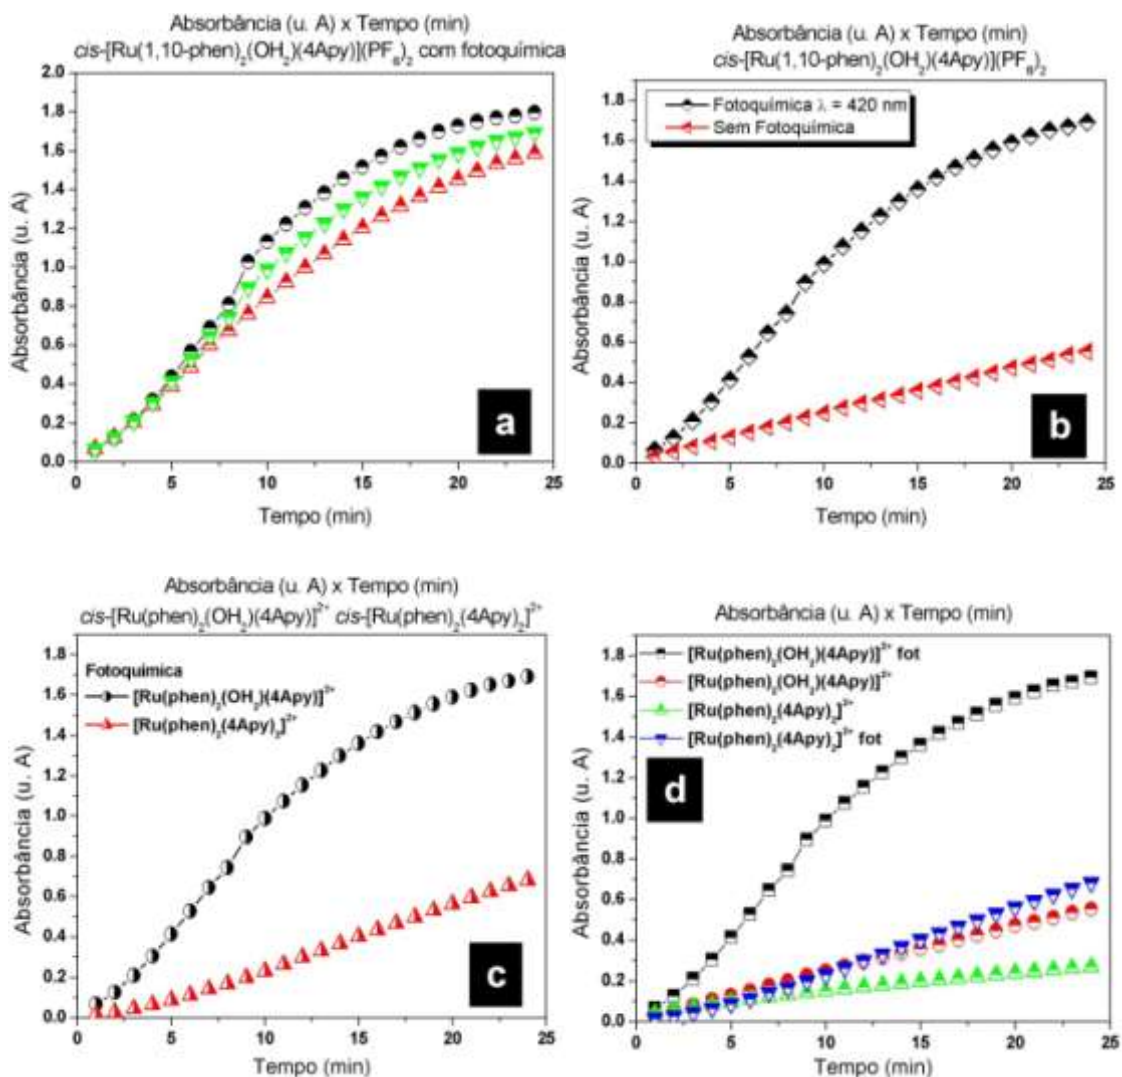 Absorbância (u. A) x Tempo (min)
cis-[Ru(1,10-phen)₂(OH₂)(4Apy)](PF₆)₂ com fotoquímica
2.0
1.8
1.6
1.4
1.2
1.0
0.8
0.6
0.4
0.2
0.0
Absorbância (u. A)
a
0 5 10 15 20 25
Tempo (min)
Absorbância (u. A) x Tempo (min)
cis-[Ru(1,10-phen)₂(OH₂)(4Apy)](PF₆)₂
Fotoquímica λ = 420 nm
Sem Fotoquímica
1.8
1.6
1.4
1.2
1.0
0.8
0.6
0.4
0.2
0.0
Absorbância (u. A)
b
0 5 10 15 20 25
Tempo (min)
Absorbância (u. A) x Tempo (min)
cis-[Ru(phen)₂(OH₂)(4Apy)]²⁺ cis-[Ru(phen)₂(4Apy)₂]²⁺
Fotoquímica
[Ru(phen)₂(OH₂)(4Apy)]²⁺
[Ru(phen)₂(4Apy)₂]²⁺
1.8
1.6
1.4
1.2
1.0
0.8
0.6
0.4
0.2
0.0
Absorbância (u. A)
c
0 5 10 15 20 25
Tempo (min)
Absorbância (u. A) x Tempo (min)
[Ru(phen)₂(OH₂)(4Apy)]²⁺ fot
[Ru(phen)₂(OH₂)(4Apy)]²⁺
[Ru(phen)₂(4Apy)₂]²⁺
[Ru(phen)₂(4Apy)₂]²⁺ fot
1.8
1.6
1.4
1.2
1.0
0.8
0.6
0.4
0.2
0.0
Absorbância (u. A)
d
0 5 10 15 20 25
Tempo (min)